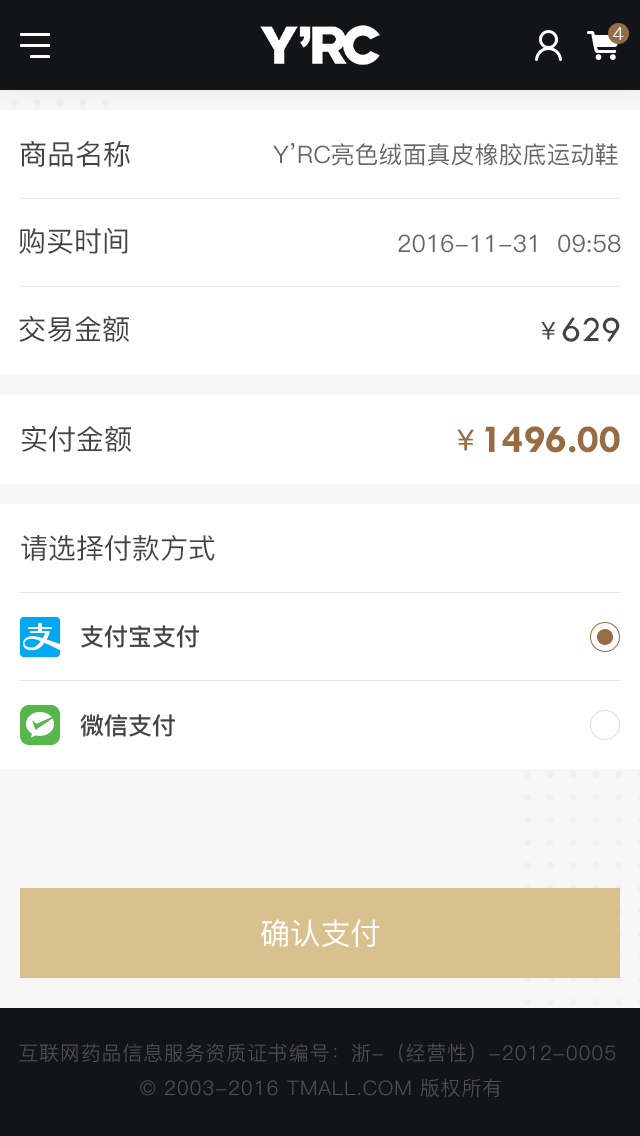 Y’RC
4
商品名称 Y’RC亮色绒面真皮橡胶底运动鞋
购买时间 2016-11-31 09:58
交易金额 ¥629
实付金额 ¥1496.00
请选择付款方式
支 支付宝支付
微信支付
确认支付
互联网药品信息服务资质证书编号：浙-（经营性）-2012-0005
© 2003-2016 TMALL.COM 版权所有